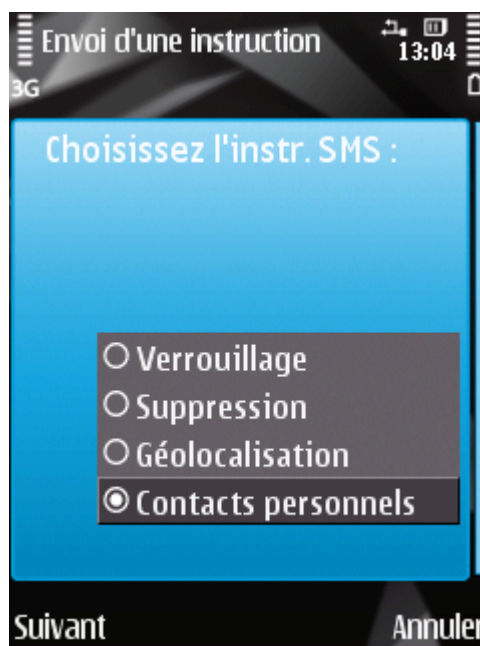 Envoi d'une instruction
13:04
3G
Choisissez l'instr. SMS :
Verrouillage
Suppression
Géolocalisation
Contacts personnels
Suivant
Annuler